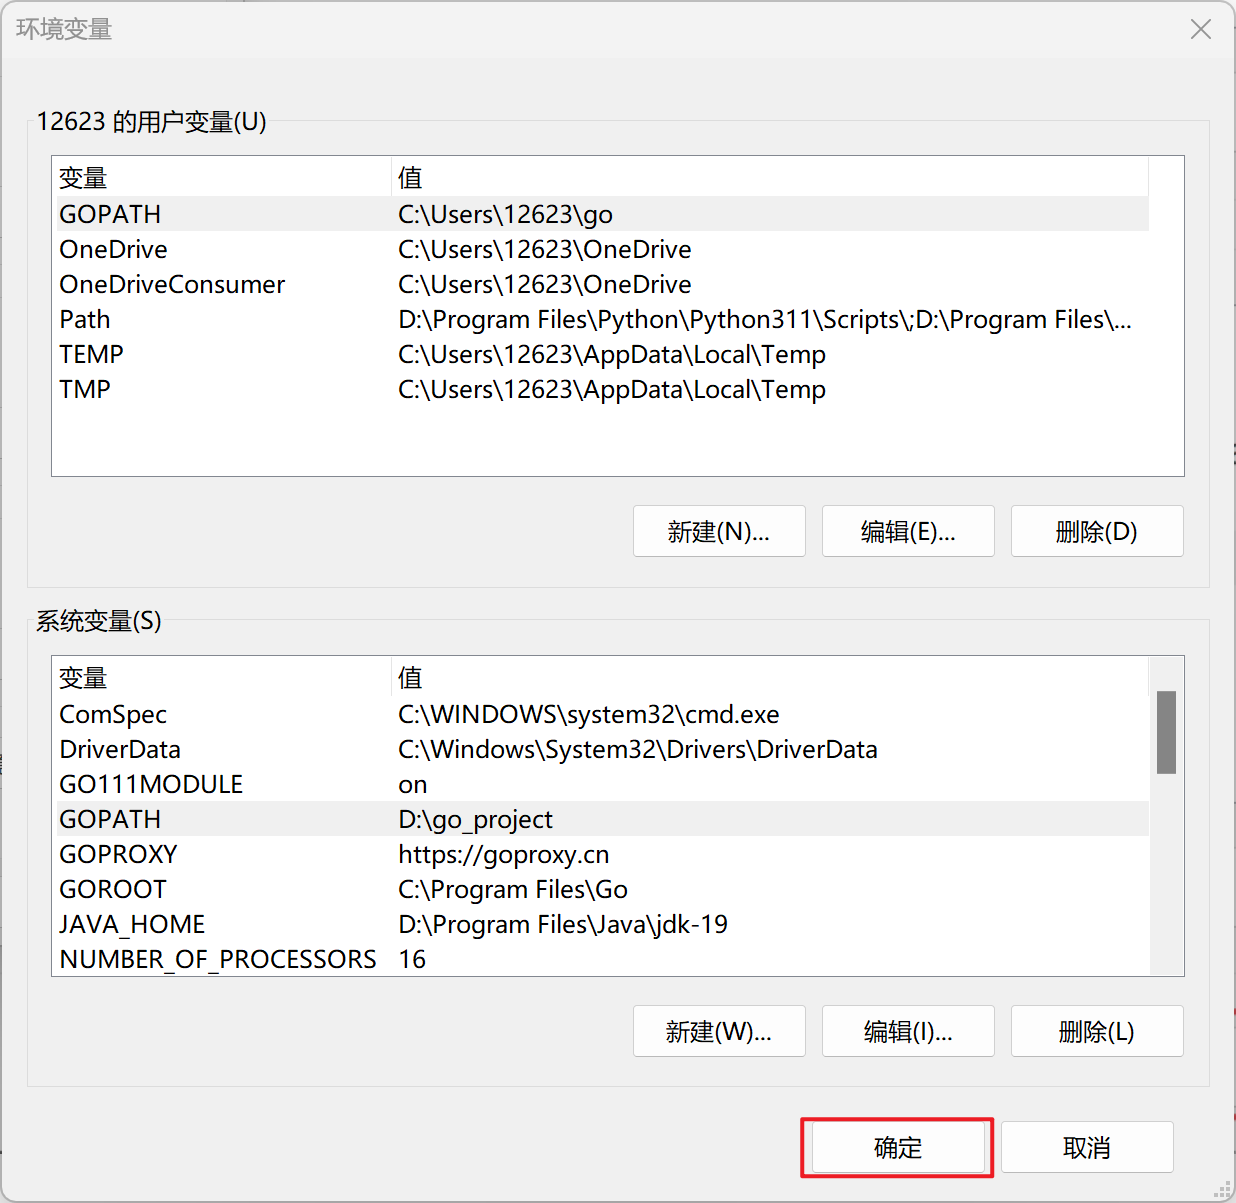 环境变量
12623 的用户变量(U)
变量 值
GOPATH C:\Users\12623\go
OneDrive C:\Users\12623\OneDrive
OneDriveConsumer C:\Users\12623\OneDrive
Path D:\Program Files\Python\Python311\Scripts\;D:\Program Files\...
TEMP C:\Users\12623\AppData\Local\Temp
TMP C:\Users\12623\AppData\Local\Temp
新建(N)... 编辑(E)... 删除(D)
系统变量(S)
变量 值
ComSpec C:\WINDOWS\system32\cmd.exe
DriverData C:\Windows\System32\Drivers\DriverData
GO111MODULE on
GOPATH D:\go_project
GOPROXY https://goproxy.cn
GOROOT C:\Program Files\Go
JAVA_HOME D:\Program Files\Java\jdk-19
NUMBER_OF_PROCESSORS 16
新建(W)... 编辑(I)... 删除(L)
确定 取消